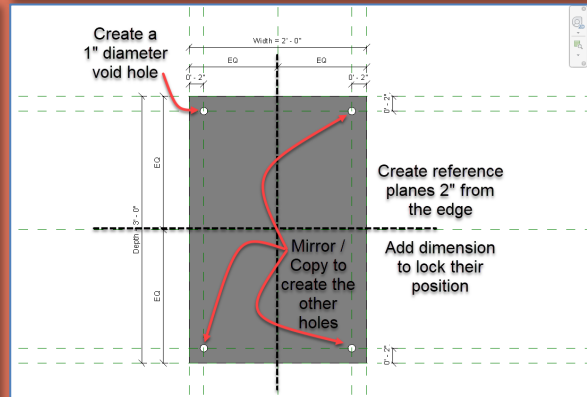 Create a
1" diameter
void hole
Width = 2' - 0"
EQ
EQ
0' - 2"
0' - 2"
0' - 2"
EQ
Depth = 3' - 0"
EQ
Create reference
planes 2" from
the edge
Mirror /
Copy to
create the
other
holes
Add dimension
to lock their
position
0' - 2"